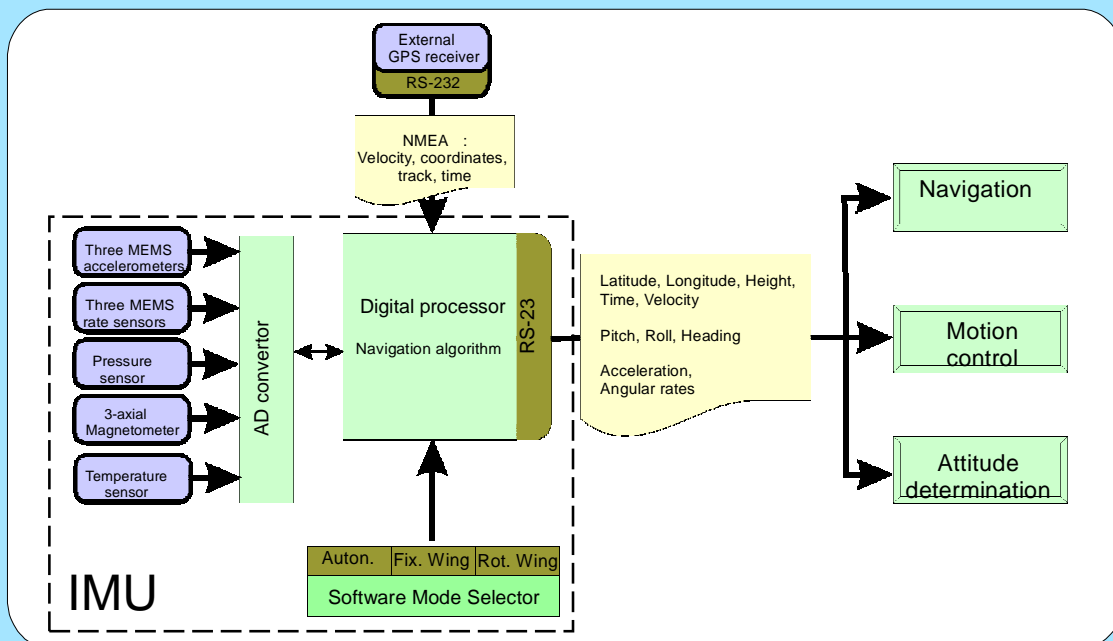 External
GPS receiver
RS-232
NMEA :
Velocity, coordinates,
track, time
Three MEMS
accelerometers
Three MEMS
rate sensors
Pressure
sensor
3-axial
Magnetometer
Temperature
sensor
AD convertor
Digital processor
Navigation algorithm
RS-23
Latitude, Longitude, Height,
Time, Velocity
Pitch, Roll, Heading
Acceleration,
Angular rates
Navigation
Motion
control
Attitude
determination
Auton. Fix. Wing Rot. Wing
Software Mode Selector
IMU